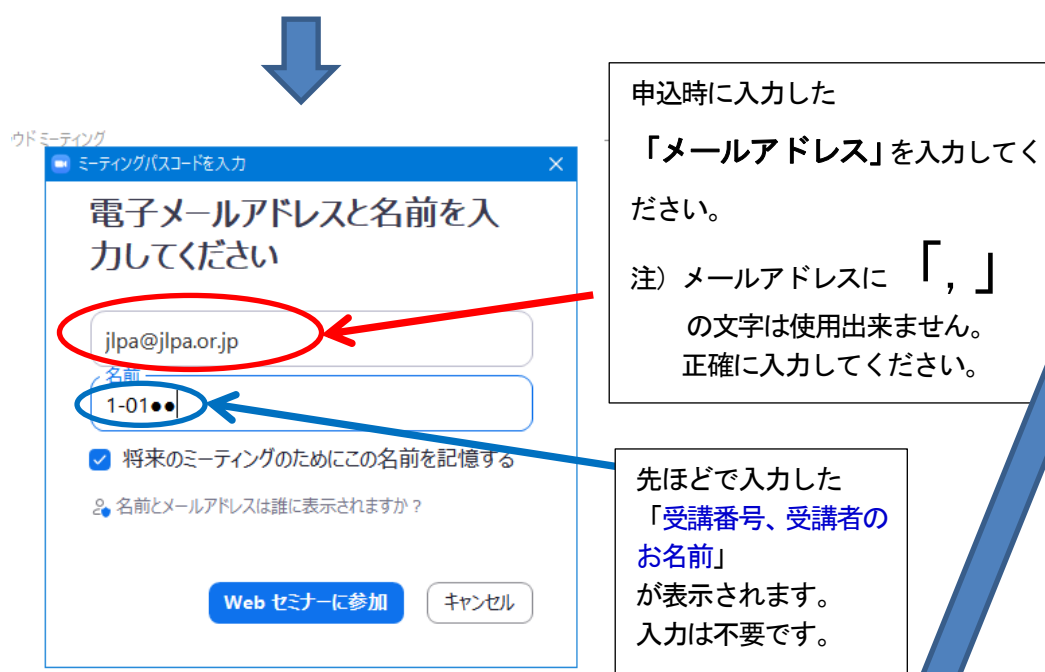 ウドミーティング
ミーティングパスコードを入力
電子メールアドレスと名前を入
力してください
jlpa@jlpa.or.jp
名前
1-01●●
将来のミーティングのためにこの名前を記憶する
名前とメールアドレスは誰に表示されますか？
Web セミナーに参加
キャンセル
申込時に入力した
「メールアドレス」を入力してく
ださい。
注）メールアドレスに 「，」
の文字は使用出来ません。
正確に入力してください。
先ほどで入力した
「受講番号、受講者の
お名前」
が表示されます。
入力は不要です。